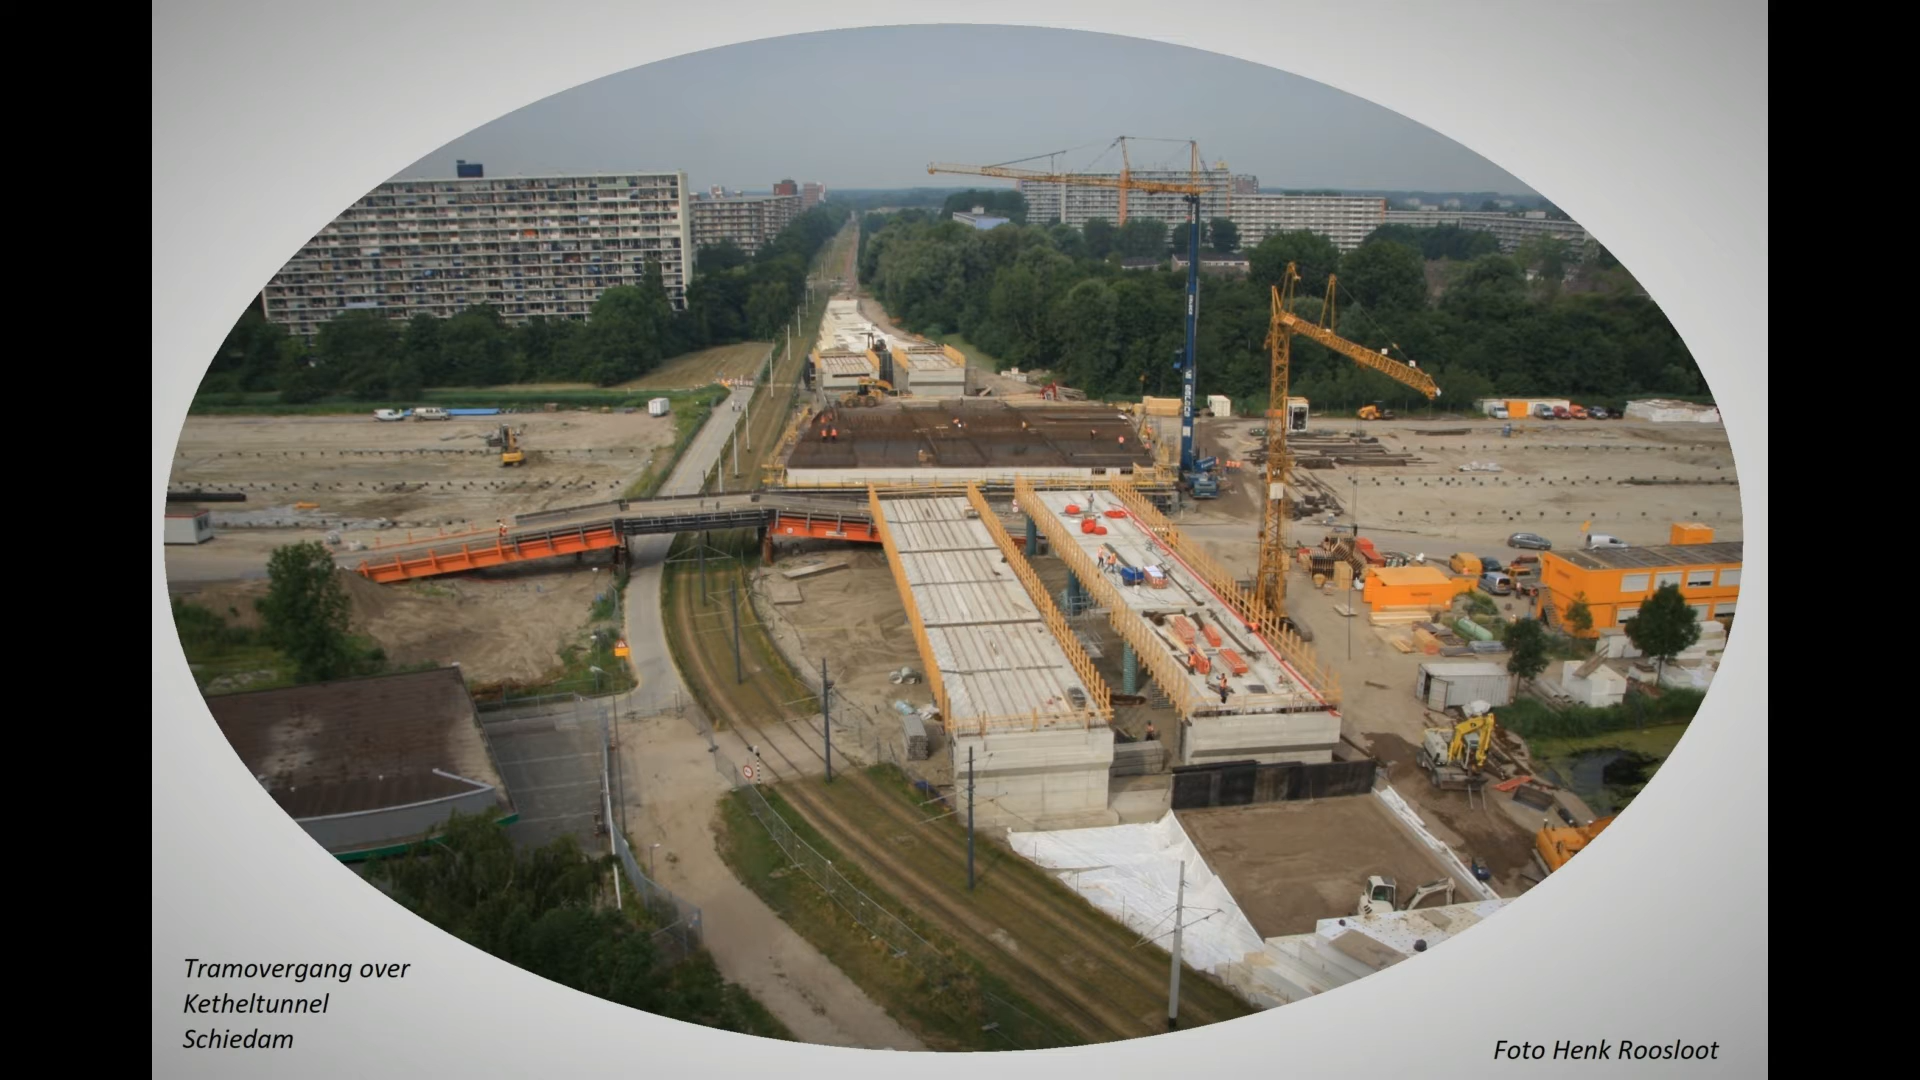 Tramovergang over
Ketheltunnel
Schiedam
Foto Henk Roosloot